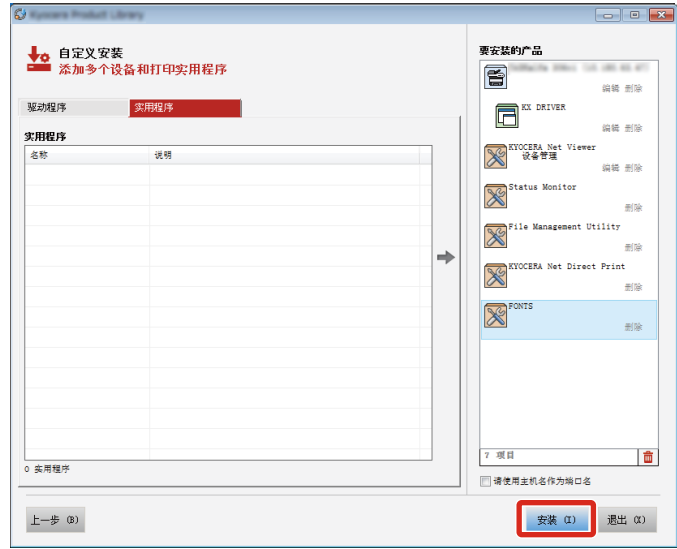 Kyocera Product Library
自定义安装
添加多个设备和打印实用程序
驱动程序
实用程序
实用程序
名称
说明
0 实用程序
要安装的产品
编辑 删除
KX DRIVER
编辑 删除
KYOCERA Net Viewer
设备管理
编辑 删除
Status Monitor
删除
File Management Utility
删除
KYOCERA Net Direct Print
删除
FONTS
删除
7 项目
请使用主机名作为端口名
上一步 (B)
安装 (I)
退出 (X)